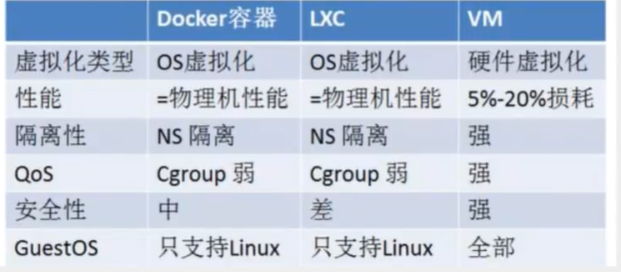 Docker容器 LXC VM
虚拟化类型 OS虚拟化 OS虚拟化 硬件虚拟化
性能 =物理机性能 =物理机性能 5%-20%损耗
隔离性 NS 隔离 NS 隔离 强
QoS Cgroup 弱 Cgroup 弱 强
安全性 中 差 强
GuestOS 只支持Linux 只支持Linux 全部